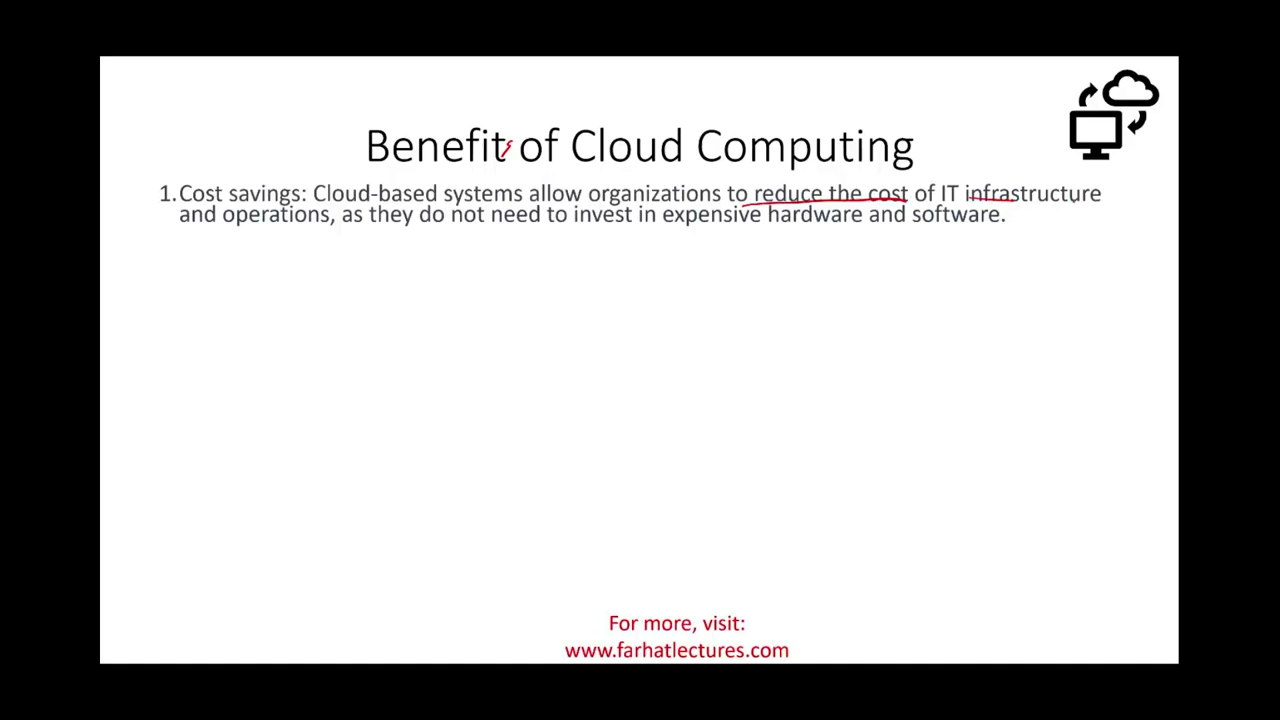 Benefit of Cloud Computing
1. Cost savings: Cloud-based systems allow organizations to reduce the cost of IT infrastructure
and operations, as they do not need to invest in expensive hardware and software.
For more, visit:
www.farhatlectures.com